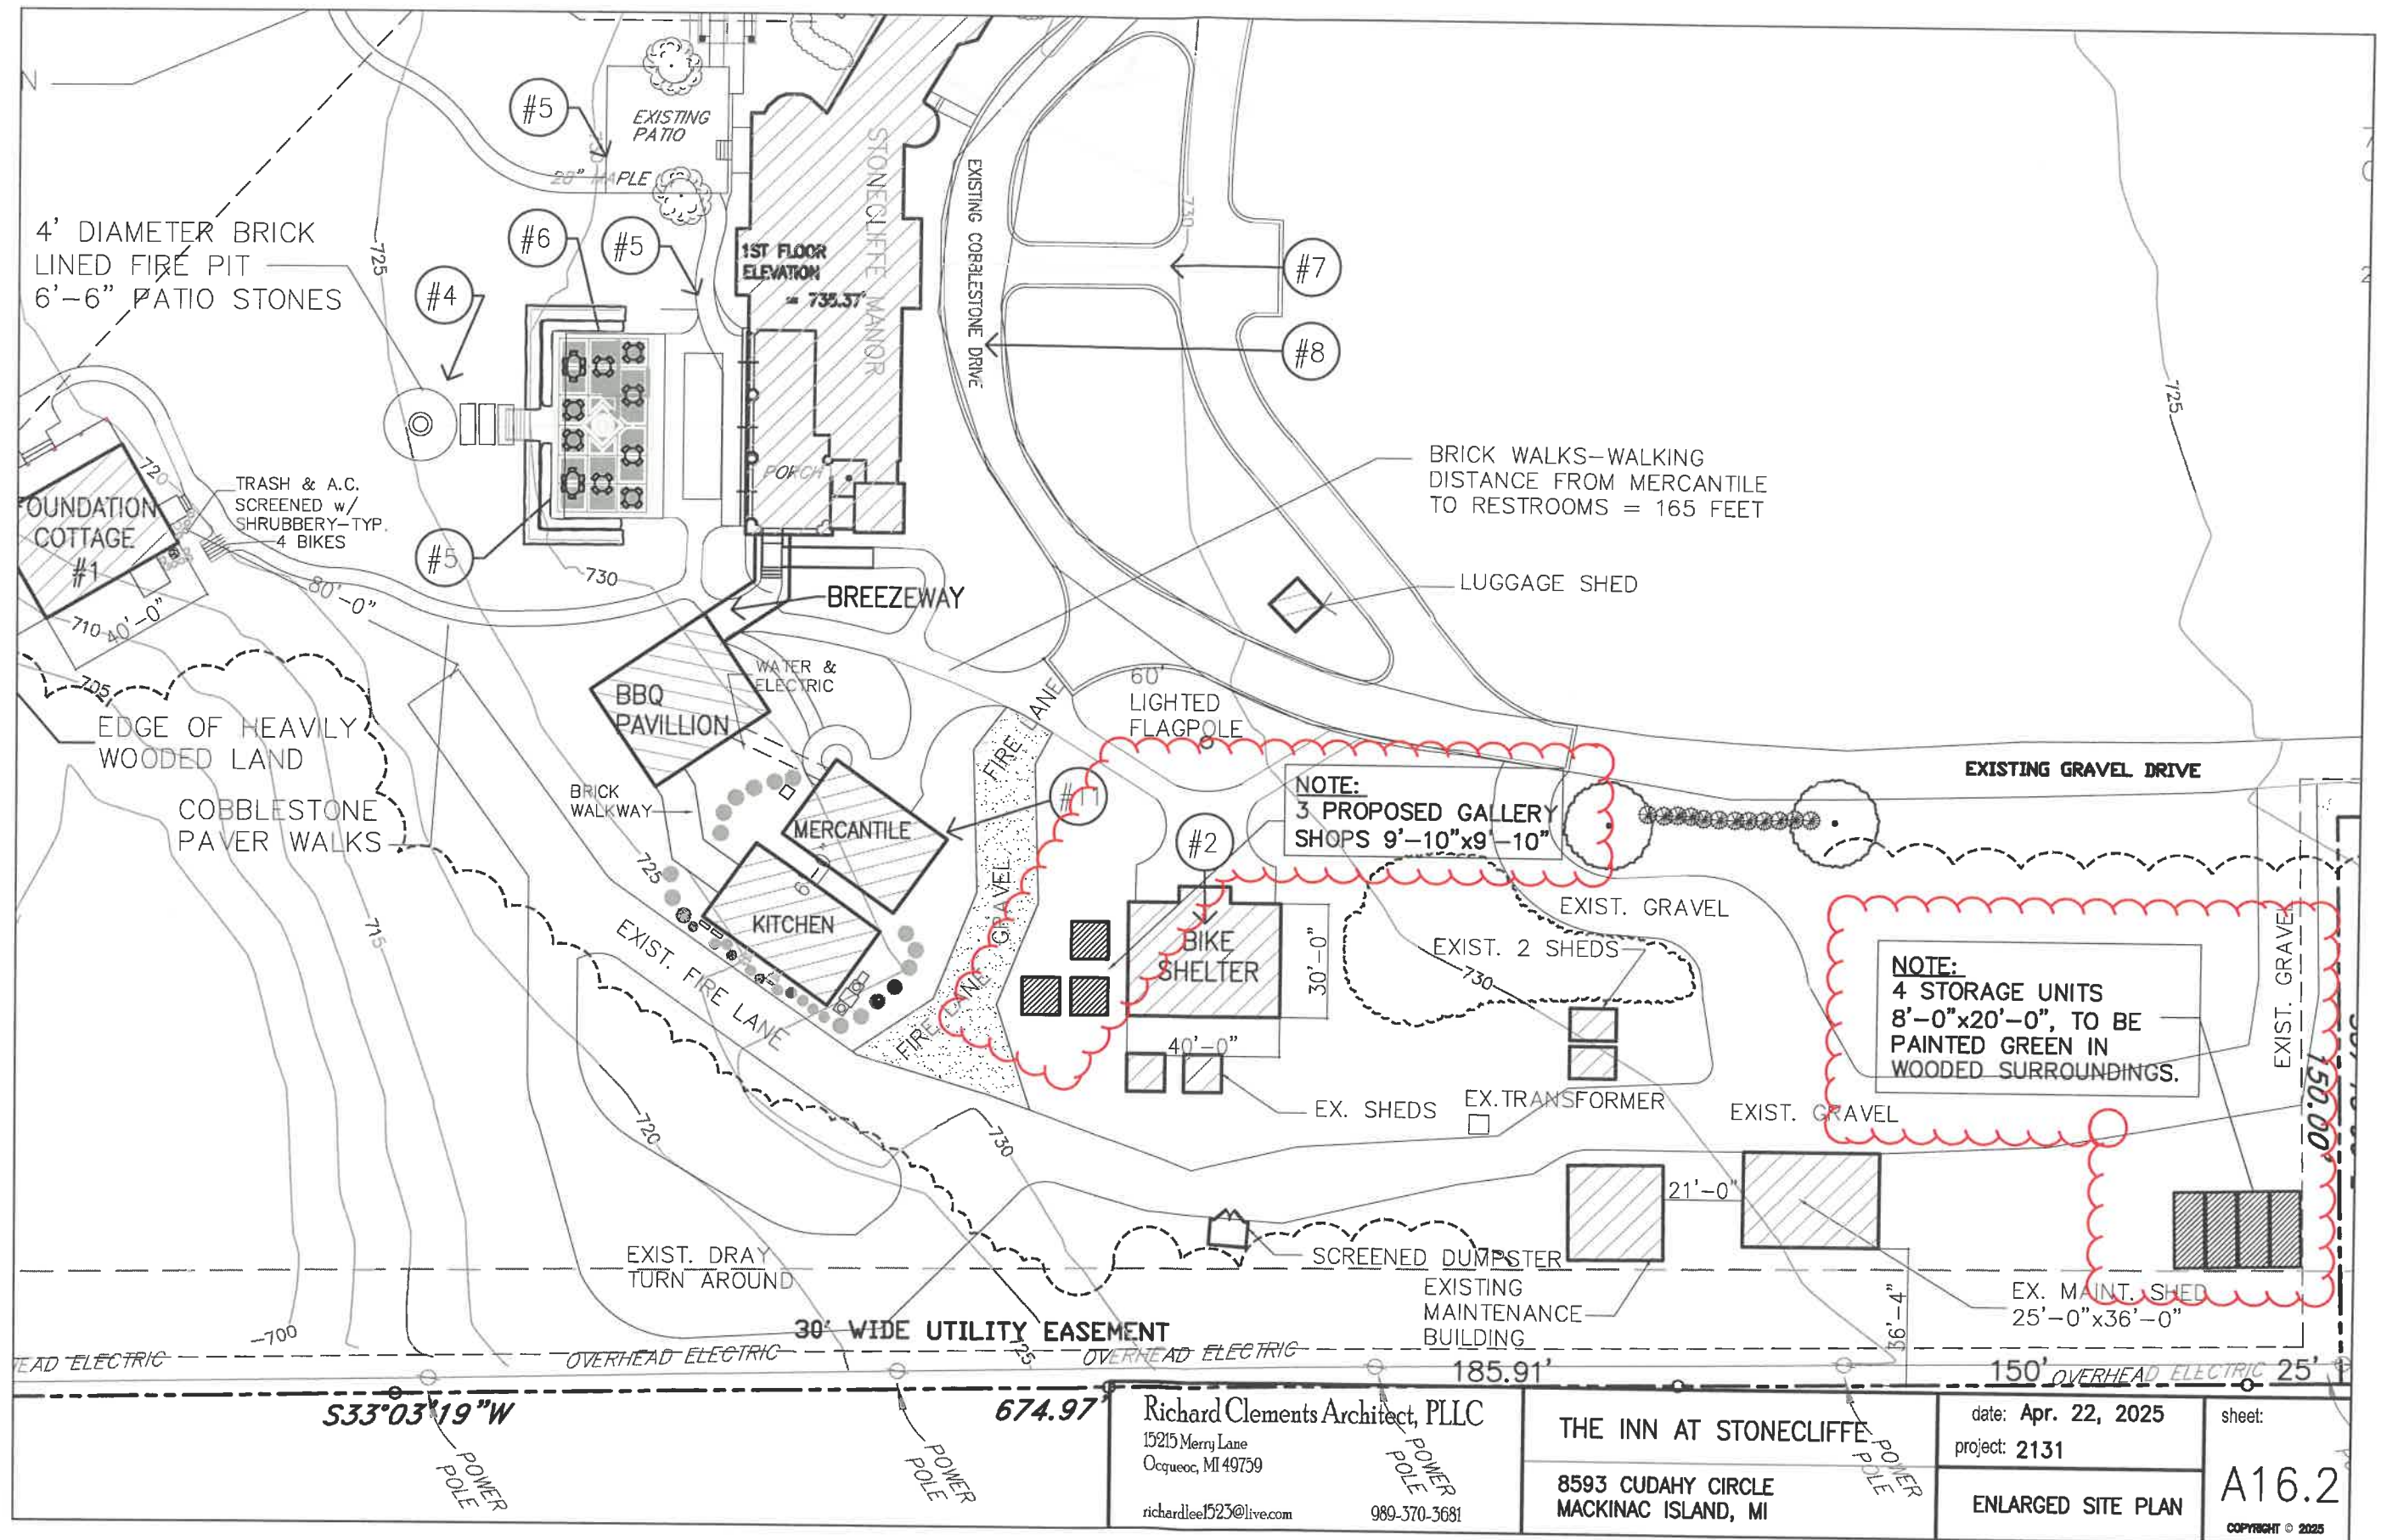 N
#5
EXISTING
PATIO
28" MAPLE
STONECLIFFE MANOR
EXISTING COBBLESTONE DRIVE
730
4' DIAMETER BRICK
LINED FIRE PIT
6'-6" PATIO STONES
725
#4
#6
#5
1ST FLOOR
ELEVATION
= 735.37'
#7
#8
725
PORCH
BRICK WALKS-WALKING
DISTANCE FROM MERCANTILE
TO RESTROOMS = 165 FEET
LUGGAGE SHED
720
TRASH & A.C.
SCREENED w/
SHRUBBERY-TYP.
4 BIKES
OUNDATION
COTTAGE
#1
#5
730
80'-0"
710
40'-0"
705
BREEZEWAY
WATER &
ELECTRIC
BBQ
PAVILLION
EDGE OF HEAVILY
WOODED LAND
COBBLESTONE
PAVER WALKS
BRICK
WALKWAY
FIRE LANE
60'
LIGHTED
FLAGPOLE
EXISTING GRAVEL DRIVE
NOTE:
3 PROPOSED GALLERY
SHOPS 9'-10"x9'-10"
#11
#2
MERCANTILE
6'
KITCHEN
725
715
EXIST. FIRE LANE
FIRE LANE GRAVEL
BIKE
SHELTER
30'-0"
40'-0"
EXIST. GRAVEL
EXIST. 2 SHEDS
730
NOTE:
4 STORAGE UNITS
8'-0"x20'-0", TO BE
PAINTED GREEN IN
WOODED SURROUNDINGS.
EXIST. GRAVEL
150.00'
EX. SHEDS
EX.TRANSFORMER
EXIST. GRAVEL
720
730
21'-0"
EXIST. DRAY
TURN AROUND
SCREENED DUMPSTER
EXISTING
MAINTENANCE
BUILDING
36'-4"
EX. MAINT. SHED
25'-0"x36'-0"
700
30' WIDE UTILITY EASEMENT
725
EAD ELECTRIC
OVERHEAD ELECTRIC
OVERHEAD ELECTRIC
185.91'
150'
OVERHEAD ELECTRIC
25'
S33°03'19"W
674.97'
POWER
POLE
POWER
POLE
POWER
POLE
POWER
POLE
Richard Clements Architect, PLLC
15215 Merry Lane
Ocqueoc, MI 49759
richardlee1523@live.com 989-370-3681
THE INN AT STONECLIFFE
8593 CUDAHY CIRCLE
MACKINAC ISLAND, MI
date: Apr. 22, 2025
project: 2131
ENLARGED SITE PLAN
sheet:
A16.2
COPYRIGHT © 2025